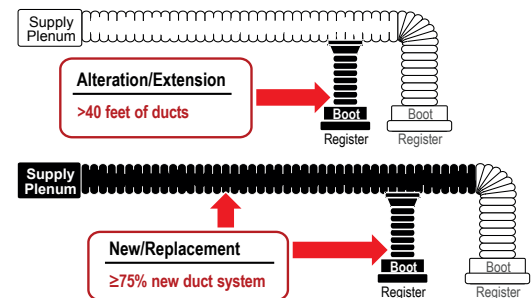 Supply
Plenum
Alteration/Extension
>40 feet of ducts
Boot
Register
Boot
Register
Supply
Plenum
New/Replacement
≥75% new duct system
Boot
Register
Boot
Register